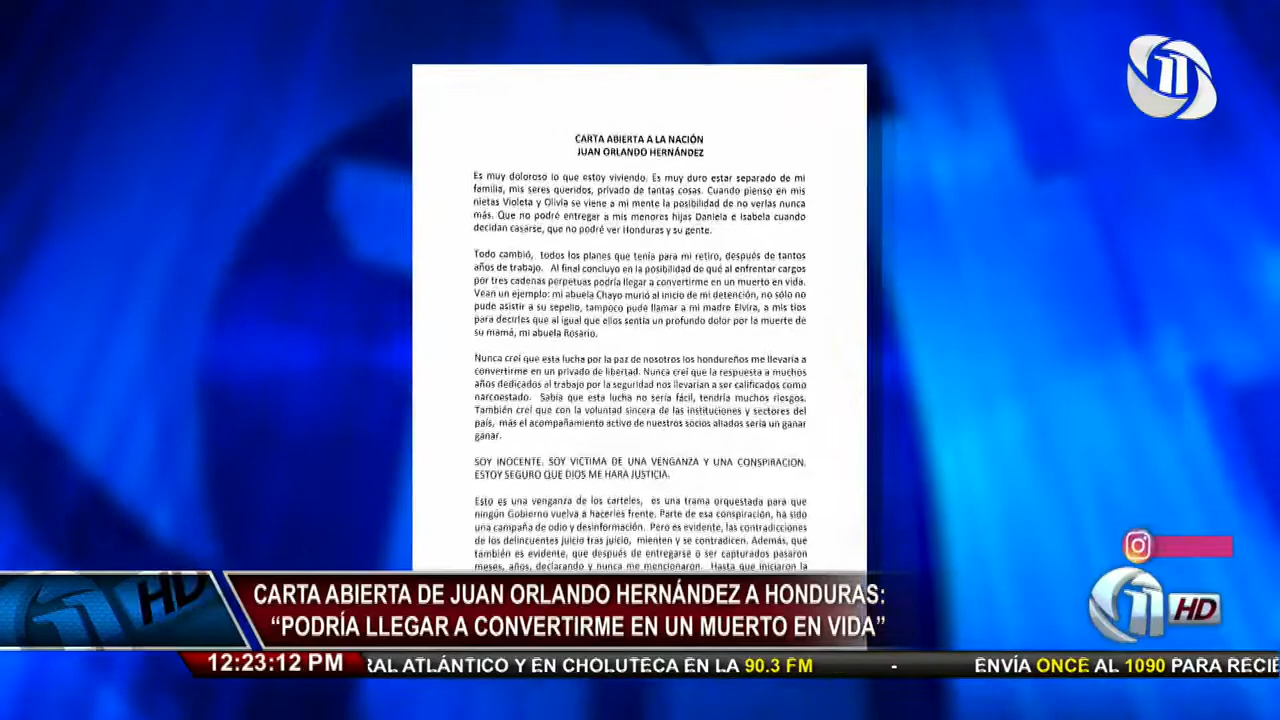 11
CARTA ABIERTA A LA NACIÓN
JUAN ORLANDO HERNÁNDEZ
Es muy doloroso lo que estoy viviendo. Es muy duro estar separado de mi
familia, mis seres queridos, privado de tantas cosas. Cuando pienso en mis
nietas Violeta y Olivia se viene a mi mente la posibilidad de no verlas nunca
más. Que no podré entregar a mis menores hijas Daniela e Isabela cuando
decidan casarse, que no podré ver Honduras y su gente.
Todo cambió, todos los planes que tenía para mi retiro, después de tantos
años de trabajo. Al final concluyo en la posibilidad de qué al enfrentar cargos
por tres cadenas perpetuas podría llegar a convertirme en un muerto en vida.
Vean un ejemplo: mi abuela Chayo murió al inicio de mi detención, no sólo no
pude asistir a su sepelio, tampoco pude llamar a mi madre Elvira, a mis tíos
para decirles que al igual que ellos sentía un profundo dolor por la muerte de
su mamá, mi abuela Rosario.
Nunca creí que esta lucha por la paz de nosotros los hondureños me llevaría a
convertirme en un privado de libertad. Nunca creí que la respuesta a muchos
años dedicados al trabajo por la seguridad nos llevarían a ser calificados como
narcoestado. Sabía que esta lucha no sería fácil, tendría muchos riesgos.
También creí que con la voluntad sincera de las instituciones y sectores del
país, más el acompañamiento activo de nuestros socios aliados sería un ganar
ganar.
SOY INOCENTE, SOY VICTIMA DE UNA VENGANZA Y UNA CONSPIRACION.
ESTOY SEGURO QUE DIOS ME HARA JUSTICIA.
Esto es una venganza de los carteles, es una trama orquestada para que
ningún Gobierno vuelva a hacerles frente. Parte de esa conspiración, ha sido
una campaña de odio y desinformación. Pero es evidente, las contradicciones
de los delincuentes juicio tras juicio, mienten y se contradicen. Además, que
también es evidente, que después de entregarse o ser capturados pasaron
meses, años, declarando y nunca me mencionaron. Hasta que iniciaron la
HD
CARTA ABIERTA DE JUAN ORLANDO HERNÁNDEZ A HONDURAS:
“PODRÍA LLEGAR A CONVERTIRME EN UN MUERTO EN VIDA”
11 HD
12:23:12 PM RAL ATLÁNTICO Y EN CHOLUTECA EN LA 90.3 FM - ENVÍA ONCE AL 1090 PARA RECIE